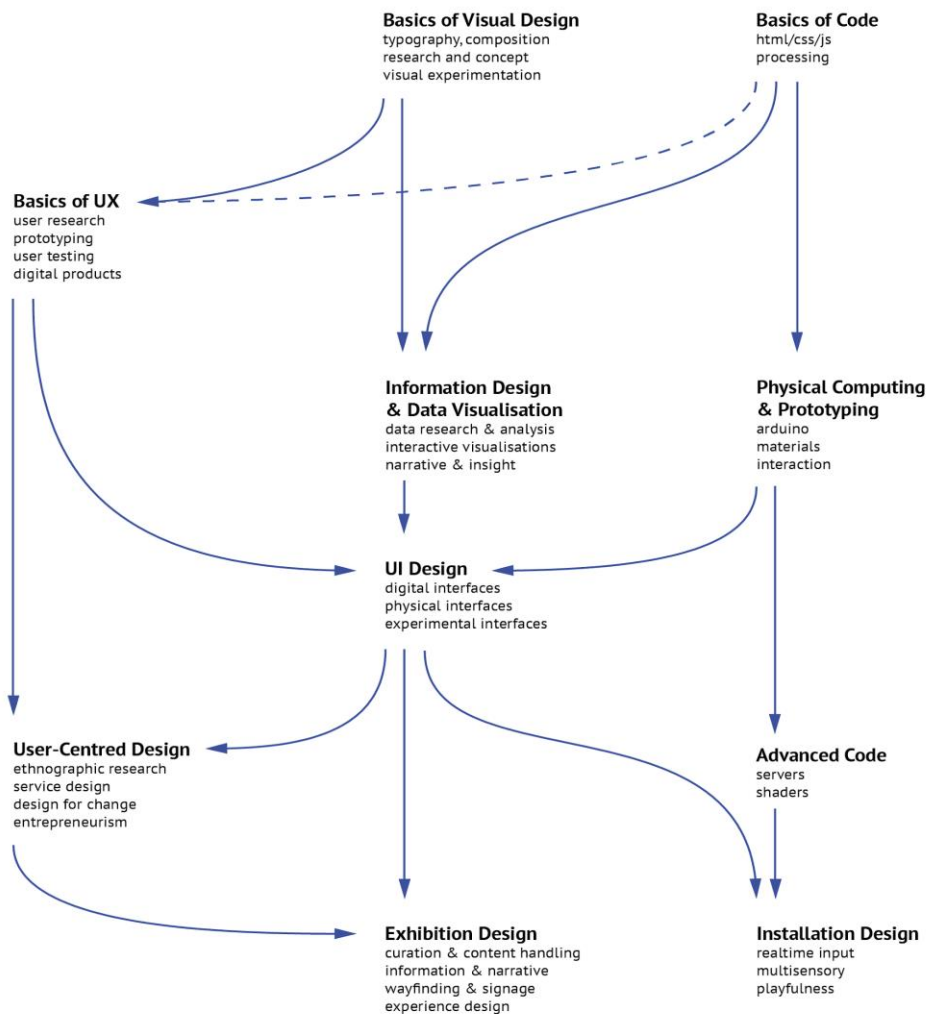 Basics of Visual Design
typography, composition
research and concept
visual experimentation
Basics of Code
html/css/js
processing
Basics of UX
user research
prototyping
user testing
digital products
Information Design
& Data Visualisation
data research & analysis
interactive visualisations
narrative & insight
Physical Computing
& Prototyping
arduino
materials
interaction
UI Design
digital interfaces
physical interfaces
experimental interfaces
User-Centred Design
ethnographic research
service design
design for change
entrepreneurism
Advanced Code
servers
shaders
Exhibition Design
curation & content handling
information & narrative
wayfinding & signage
experience design
Installation Design
realtime input
multisensory
playfulness